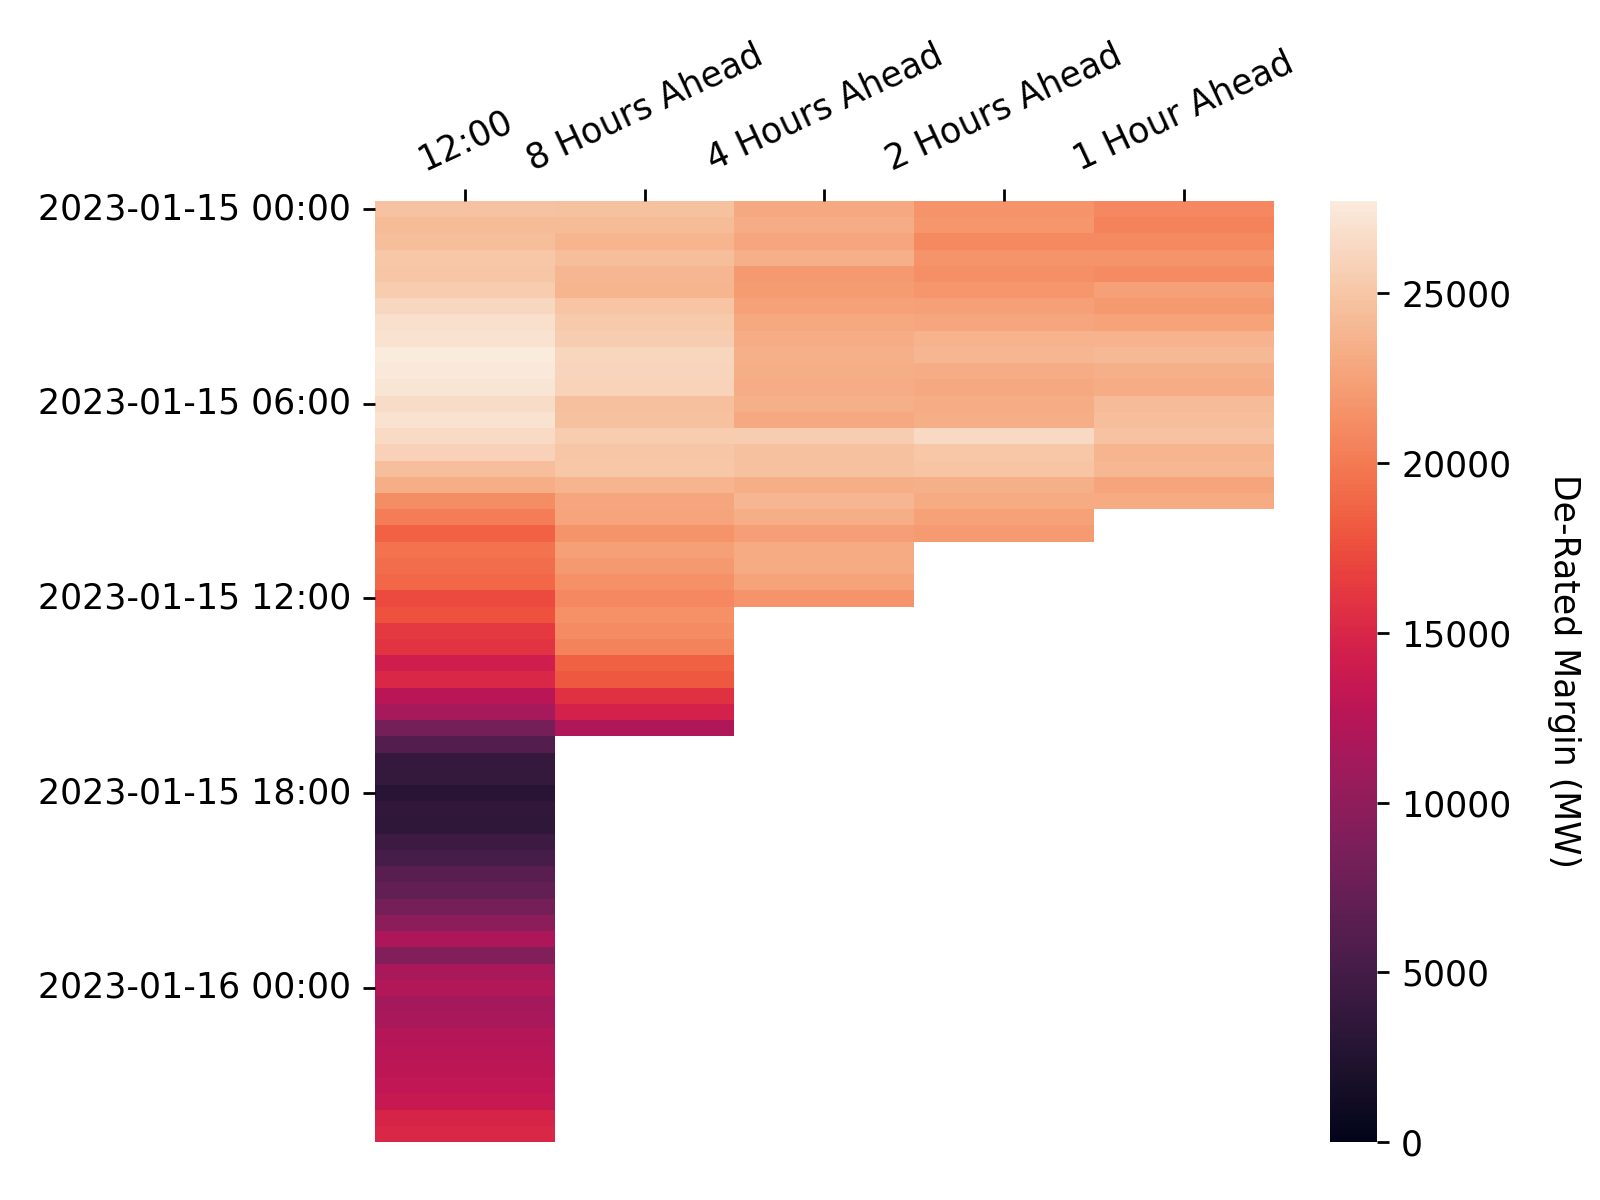 12:00
8 Hours Ahead
4 Hours Ahead
2 Hours Ahead
1 Hour Ahead
2023-01-15 00:00
2023-01-15 06:00
2023-01-15 12:00
2023-01-15 18:00
2023-01-16 00:00
25000
20000
15000
10000
5000
0
De-Rated Margin (MW)